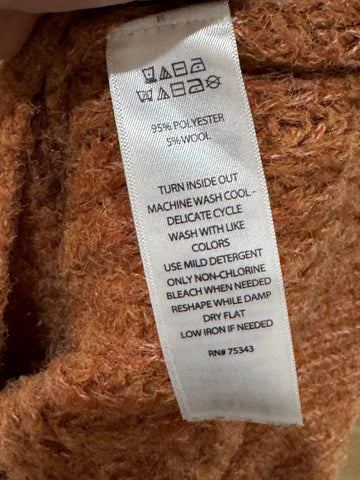 95% POLYESTER
5% WOOL
TURN INSIDE OUT
MACHINE WASH COOL -
DELICATE CYCLE
WASH WITH LIKE
COLORS
USE MILD DETERGENT
ONLY NON-CHLORINE
BLEACH WHEN NEEDED
RESHAPE WHILE DAMP
DRY FLAT
LOW IRON IF NEEDED
RN# 75343